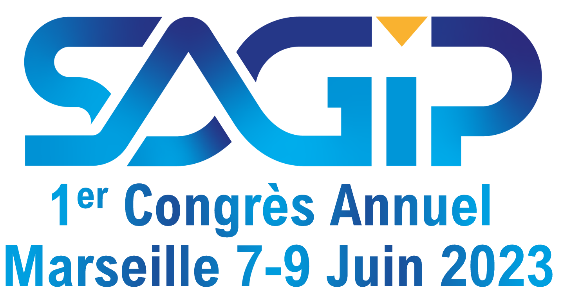 SAGIP
1er Congrès Annuel
Marseille 7-9 Juin 2023